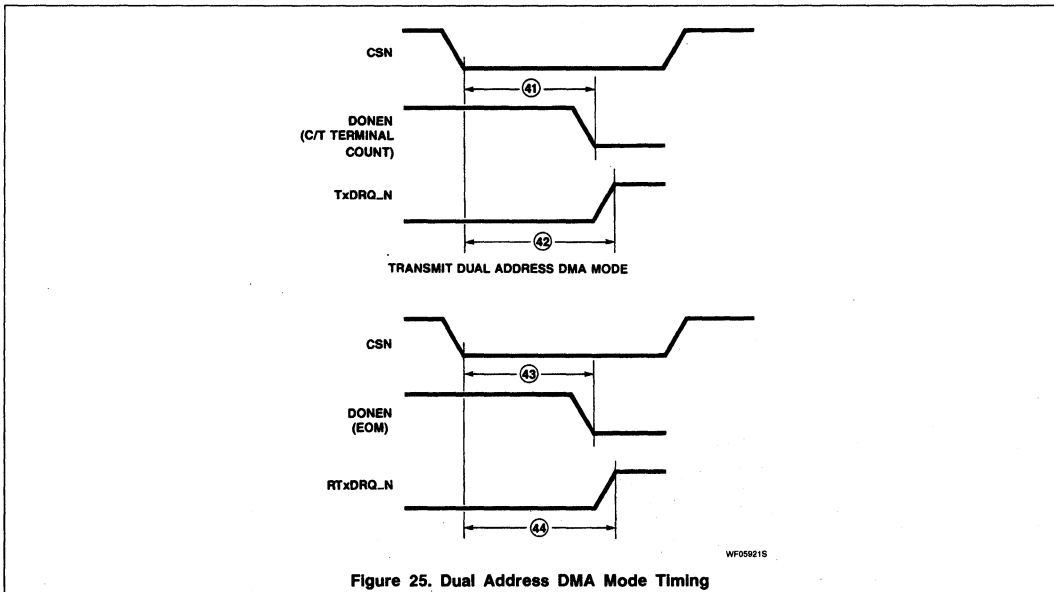 CSN
41
DONEN
(C/T TERMINAL
COUNT)
TxDRQ_N
42
TRANSMIT DUAL ADDRESS DMA MODE
CSN
43
DONEN
(EOM)
RTxDRQ_N
44
WF05921S
Figure 25. Dual Address DMA Mode Timing